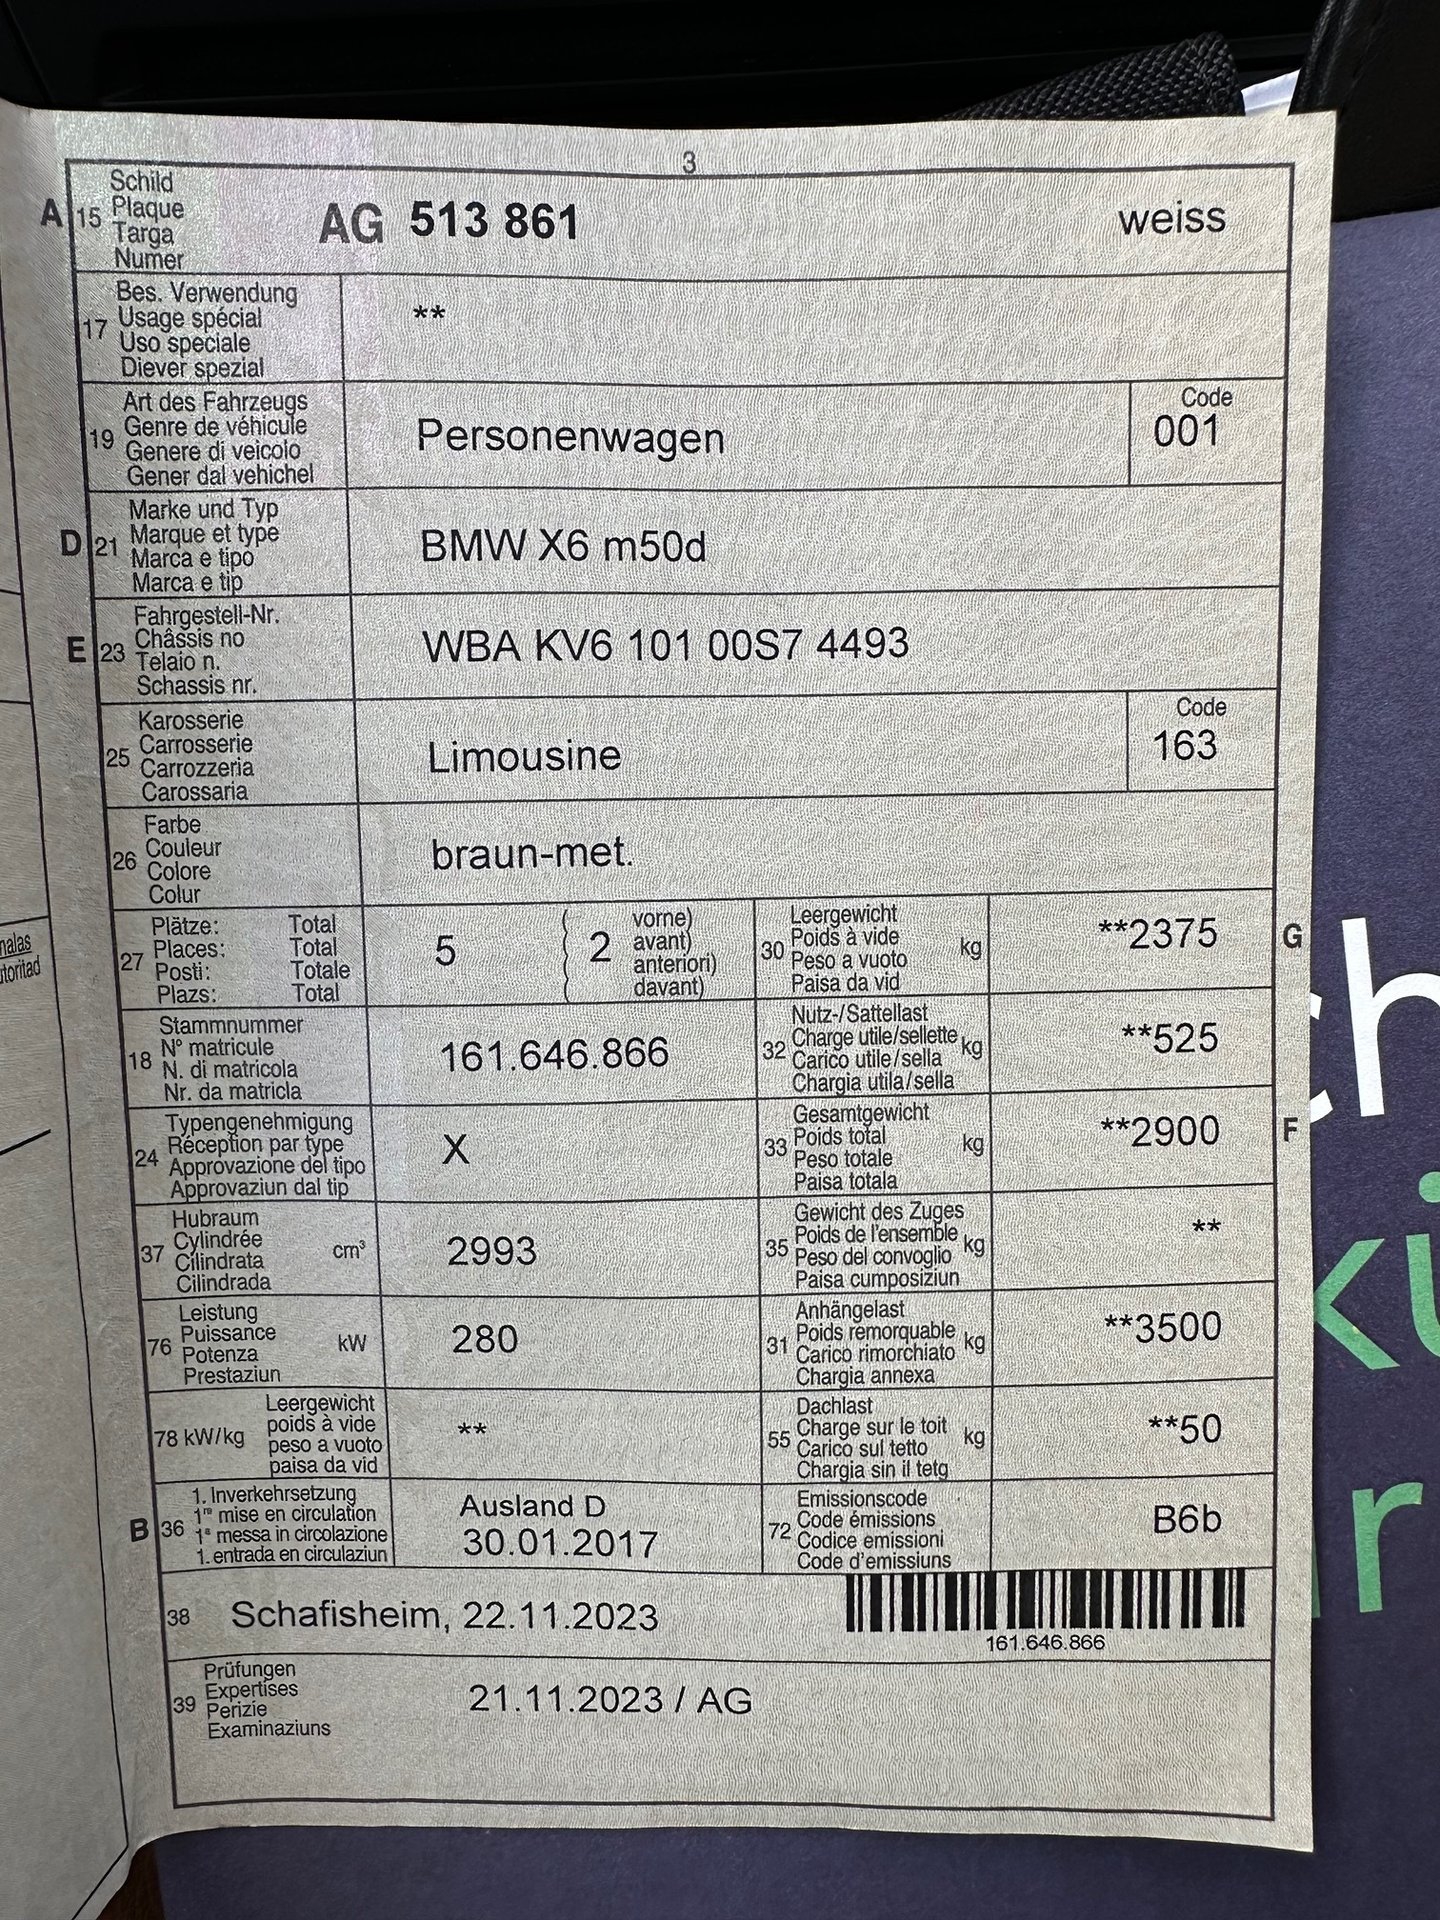 3
A 15 Schild
Plaque
Targa
Numer
AG 513 861 weiss
17 Bes. Verwendung
Usage spécial
Uso speciale
Diever spezial
**
19 Art des Fahrzeugs
Genre de véhicule
Genere di veicolo
Gener dal vehichel
Personenwagen
Code
001
D 21 Marke und Typ
Marque et type
Marca e tipo
Marca e tip
BMW X6 m50d
E 23 Fahrgestell-Nr.
Châssis no
Telaio n.
Schassis nr.
WBA KV6 101 00S7 4493
25 Karosserie
Carrosserie
Carrozzeria
Carossaria
Limousine
Code
163
26 Farbe
Couleur
Colore
Colur
braun-met.
27 Plätze: Total
Places: Total
Posti: Totale
Plazs: Total
5 ( 2 vorne)
( avant)
( anteriori)
( davant)
30 Leergewicht
Poids à vide
Peso a vuoto
Paisa da vid
kg
**2375 G
18 Stammnummer
N° matricule
N. di matricola
Nr. da matricla
161.646.866
32 Nutz-/Sattellast
Charge utile/sellette
Carico utile/sella
Chargia utila/sella
kg
**525
24 Typengenehmigung
Réception par type
Approvazione del tipo
Approvaziun dal tip
X
33 Gesamtgewicht
Poids total
Peso totale
Paisa totala
kg
**2900 F
37 Hubraum
Cylindrée
Cilindrata
Cilindrada
cm³
2993
35 Gewicht des Zuges
Poids de l'ensemble
Peso del convoglio
Paisa cumposiziun
kg
**
76 Leistung
Puissance
Potenza
Prestaziun
kW
280
31 Anhängelast
Poids remorquable
Carico rimorchiato
Chargia annexa
kg
**3500
78 kW/kg Leergewicht
poids à vide
peso a vuoto
paisa da vid
**
55 Dachlast
Charge sur le toit
Carico sul tetto
Chargia sin il tetg
kg
**50
B 36 1. Inverkehrsetzung
1re mise en circulation
1a messa in circolazione
1. entrada en circulaziun
Ausland D
30.01.2017
72 Emissionscode
Code émissions
Codice emissioni
Code d'emissiuns
B6b
38 Schafisheim, 22.11.2023
161.646.866
39 Prüfungen
Expertises
Perizie
Examinaziuns
21.11.2023 / AG